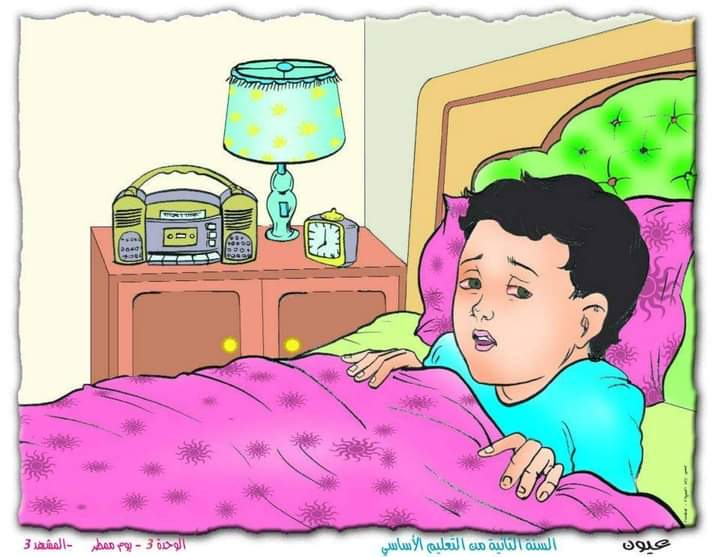 عيون السنة الثانية من التعليم الأساسي الوحدة 3 - يوم ممطر -المشهد 3